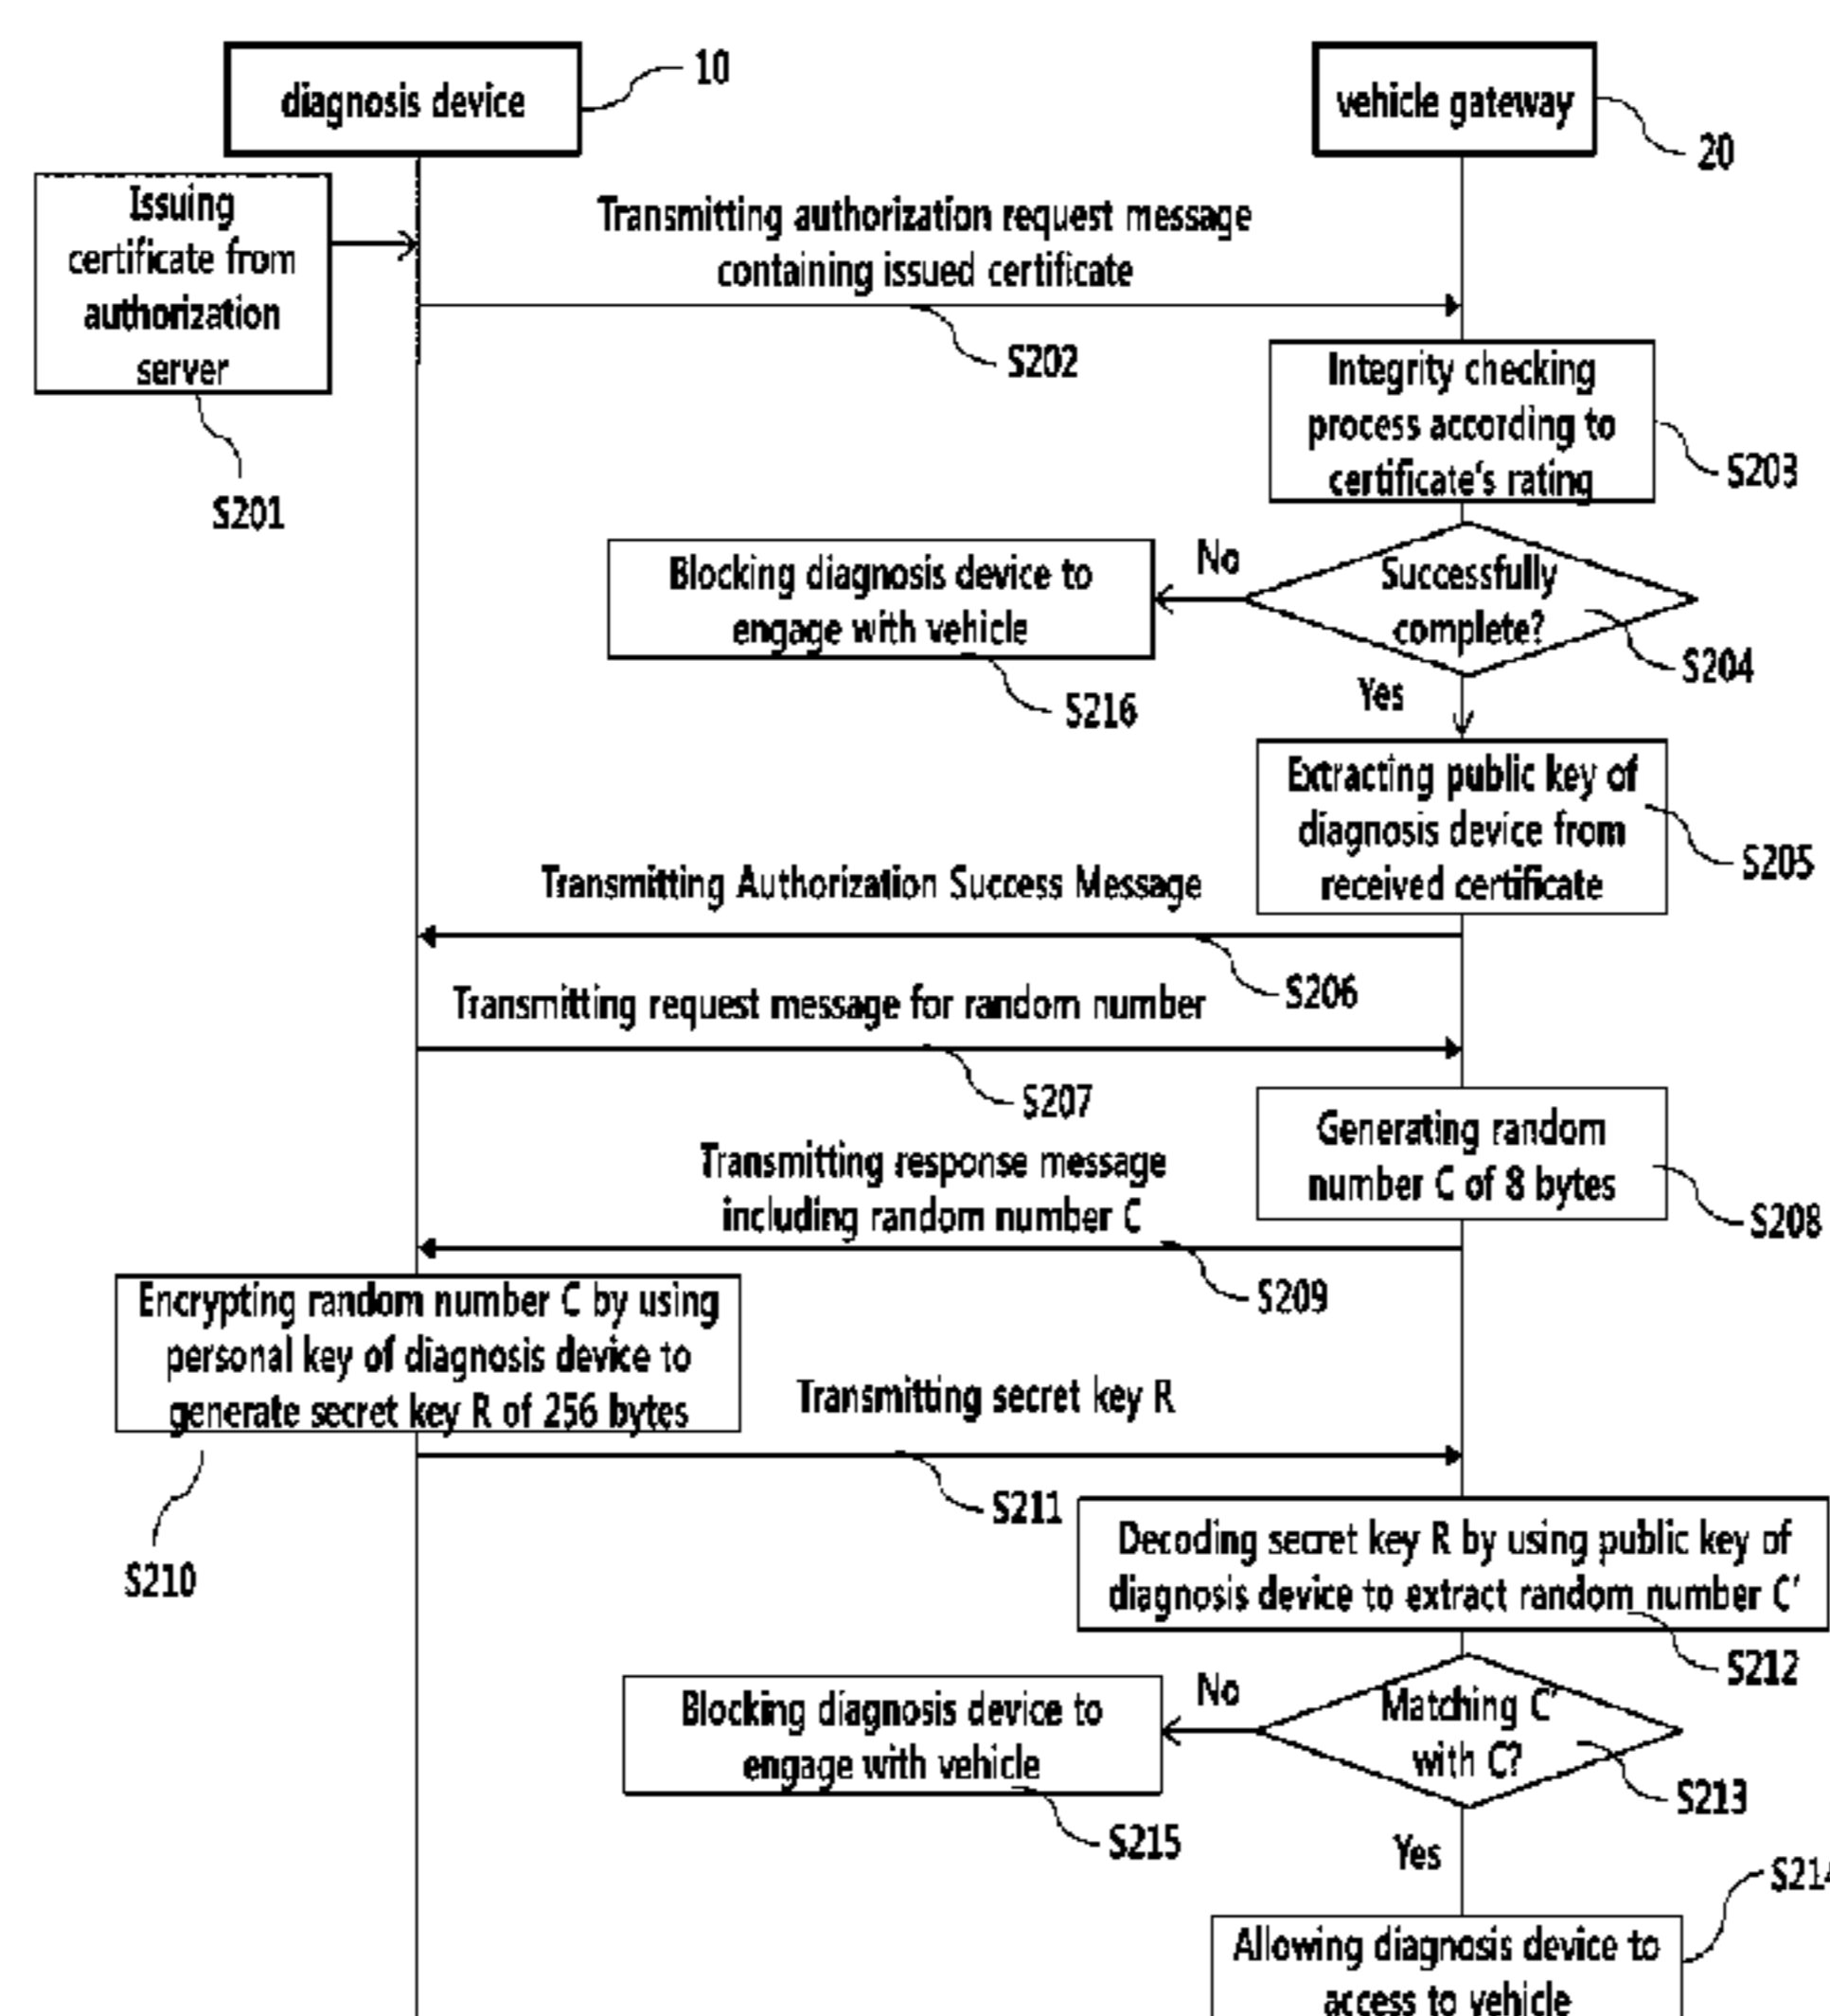 diagnosis device
10
vehicle gateway
20
Issuing
certificate from
authorization
server
S201
Transmitting authorization request message
containing issued certificate
S202
Integrity checking
process according to
certificate's rating
S203
Successfully
complete?
S204
No
Blocking diagnosis device to
engage with vehicle
S216
Yes
Extracting public key of
diagnosis device from
received certificate
S205
Transmitting Authorization Success Message
S206
Transmitting request message for random number
S207
Generating random
number C of 8 bytes
S208
Transmitting response message
including random number C
S209
Encrypting random number C by using
personal key of diagnosis device to
generate secret key R of 256 bytes
S210
Transmitting secret key R
S211
Decoding secret key R by using public key of
diagnosis device to extract random number C'
S212
Matching C'
with C?
S213
No
Blocking diagnosis device to
engage with vehicle
S215
Yes
S214
Allowing diagnosis device to
access to vehicle